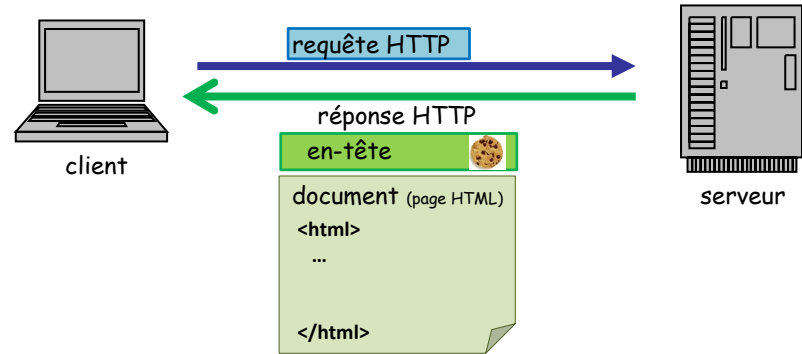 requête HTTP
réponse HTTP
en-tête
client
serveur
document (page HTML)
<html>
…
</html>